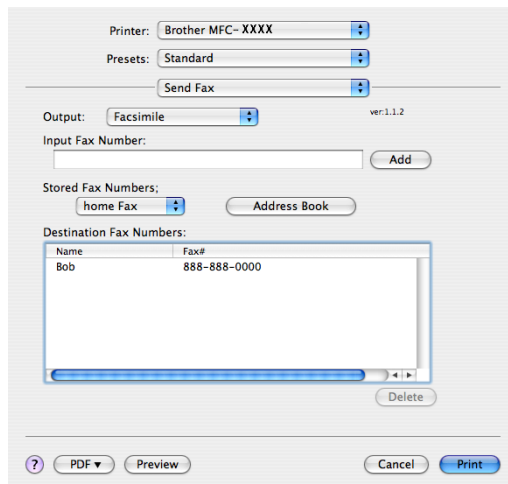 Printer: Brother MFC-XXXX
Presets: Standard
Send Fax
Output: Facsimile ver:1.1.2
Input Fax Number:
Add
Stored Fax Numbers;
home Fax Address Book
Destination Fax Numbers:
Name Fax#
Bob 888-888-0000
Delete
? PDF▼ Preview Cancel Print